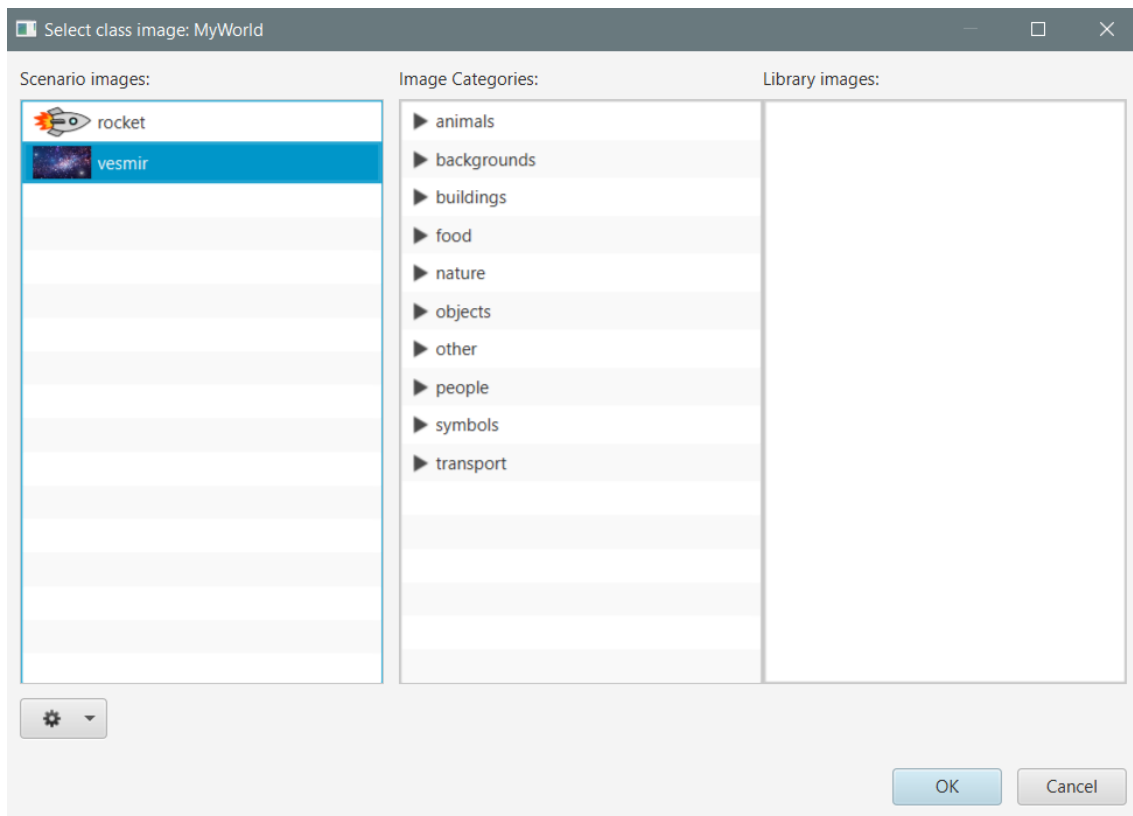 Select class image: MyWorld
Scenario images:
rocket
vesmir
Image Categories:
animals
backgrounds
buildings
food
nature
objects
other
people
symbols
transport
Library images:
OK
Cancel